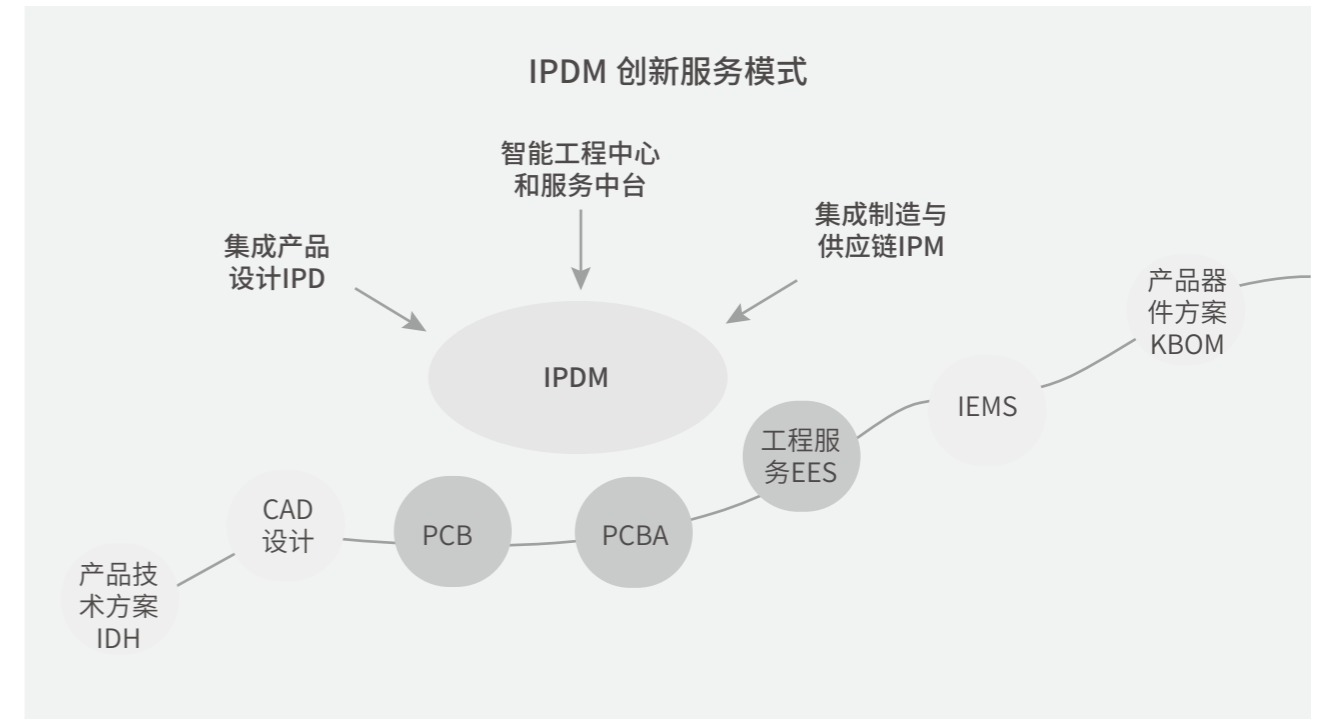 IPDM 创新服务模式
智能工程中心
和服务中台
集成产品
设计IPD
集成制造与
供应链IPM
IPDM
产品技
术方案
IDH
CAD
设计
PCB
PCBA
工程服
务EES
IEMS
产品器
件方案
KBOM